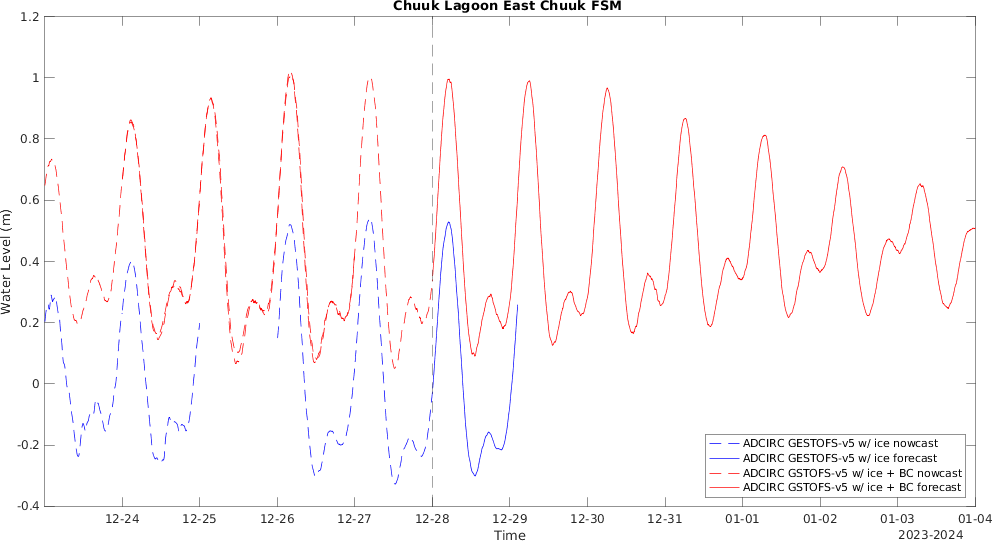 Chuuk Lagoon East Chuuk FSM
1.2
1
0.8
0.6
0.4
0.2
0
-0.2
-0.4
Water Level (m)
ADCIRC GESTOFS-v5 w/ ice nowcast
ADCIRC GESTOFS-v5 w/ ice forecast
ADCIRC GSTOFS-v5 w/ ice + BC nowcast
ADCIRC GSTOFS-v5 w/ ice + BC forecast
12-24 12-25 12-26 12-27 12-28 12-29 12-30 12-31 01-01 01-02 01-03 01-04
Time
2023-2024